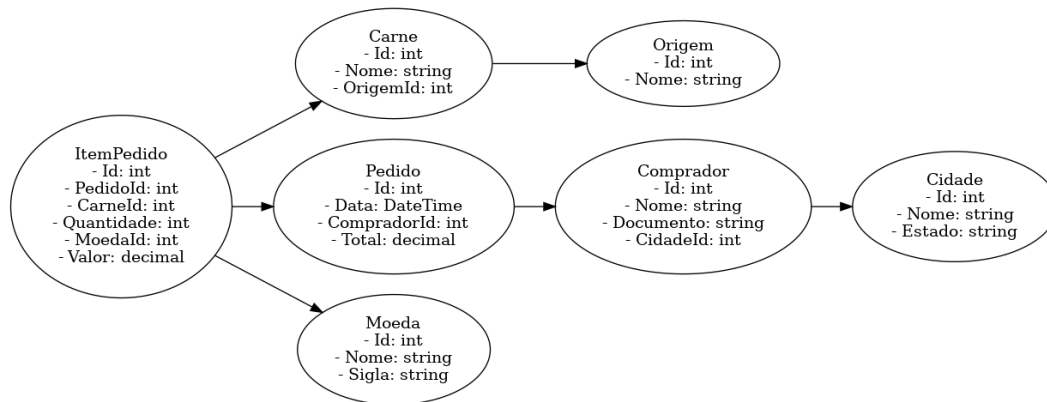 Carne
- Id: int
- Nome: string
- OrigemId: int
Origem
- Id: int
- Nome: string
ItemPedido
- Id: int
- PedidoId: int
- CarneId: int
- Quantidade: int
- MoedaId: int
- Valor: decimal
Pedido
- Id: int
- Data: DateTime
- CompradorId: int
- Total: decimal
Comprador
- Id: int
- Nome: string
- Documento: string
- CidadeId: int
Cidade
- Id: int
- Nome: string
- Estado: string
Moeda
- Id: int
- Nome: string
- Sigla: string